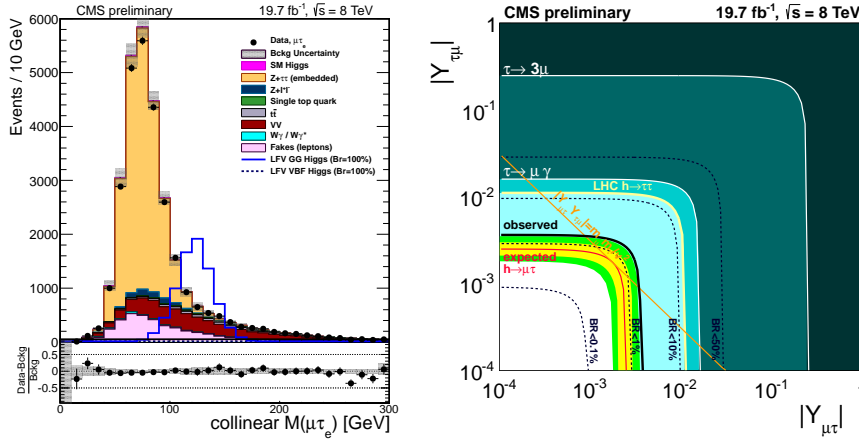 CMS preliminary 19.7 fb⁻¹, √s = 8 TeV
Events / 10 GeV
6000
5000
4000
3000
2000
1000
0
Data, μτₑ
Bckg Uncertainty
SM Higgs
Z+ττ (embedded)
Z+l⁺l⁻
Single top quark
tt̄
VV
Wγ / Wγ*
Fakes (leptons)
LFV GG Higgs (Br=100%)
LFV VBF Higgs (Br=100%)
Data-Bckg
Bckg
0.5
0
-0.5
0 100 200 300
collinear M(μτₑ) [GeV]
CMS preliminary 19.7 fb⁻¹, √s = 8 TeV
|Y_τμ|
1
10⁻¹
10⁻²
10⁻³
10⁻⁴
τ→ 3μ
τ→ μ γ
LHC h→ττ
observed
expected
h→μτ
BR<0.1%
BR<1%
BR<10%
BR<50%
10⁻⁴ 10⁻³ 10⁻² 10⁻¹ 1
|Y_μτ|